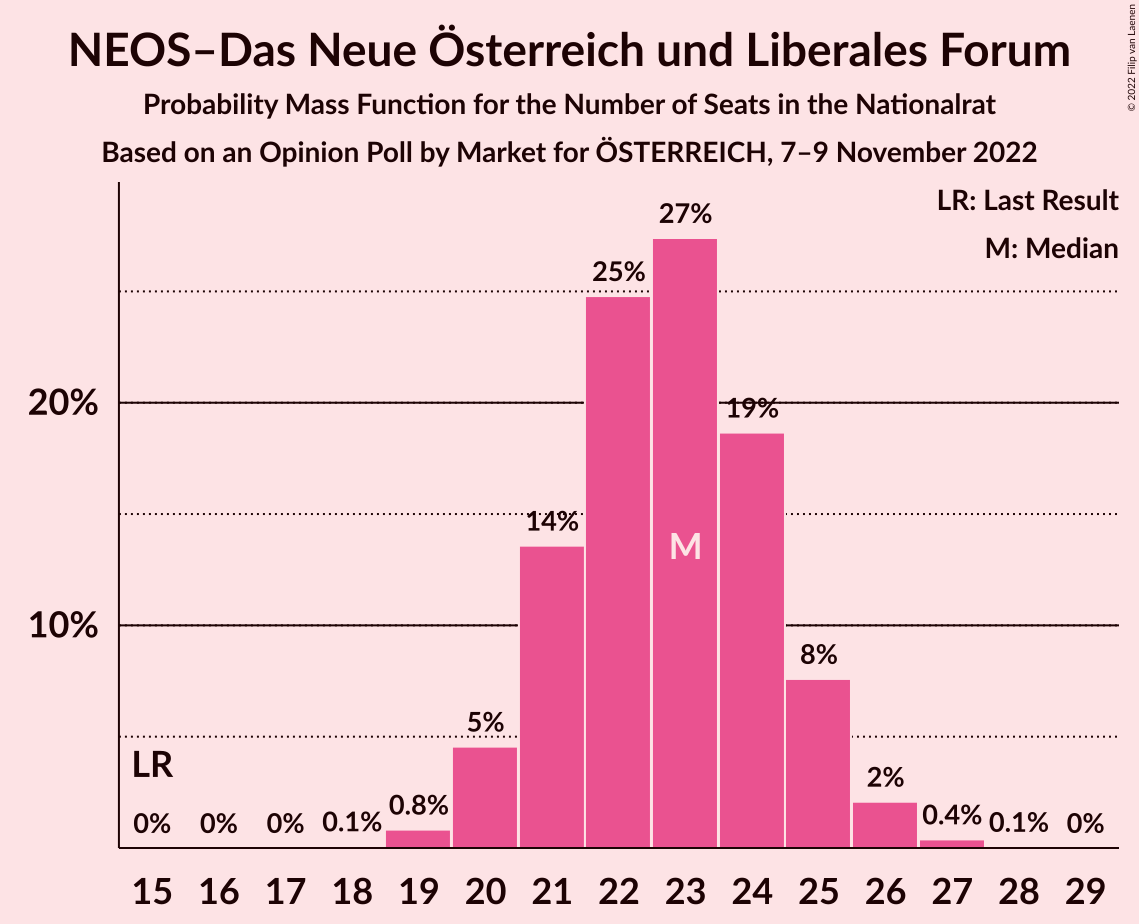 NEOS–Das Neue Österreich und Liberales Forum
Probability Mass Function for the Number of Seats in the Nationalrat
Based on an Opinion Poll by Market for ÖSTERREICH, 7–9 November 2022
© 2022 Filip van Laenen
LR: Last Result
M: Median
27%
25%
20%
19%
14%
M
10%
8%
5%
LR
2%
0% 0% 0% 0.1% 0.8% 0.4% 0.1% 0%
15 16 17 18 19 20 21 22 23 24 25 26 27 28 29